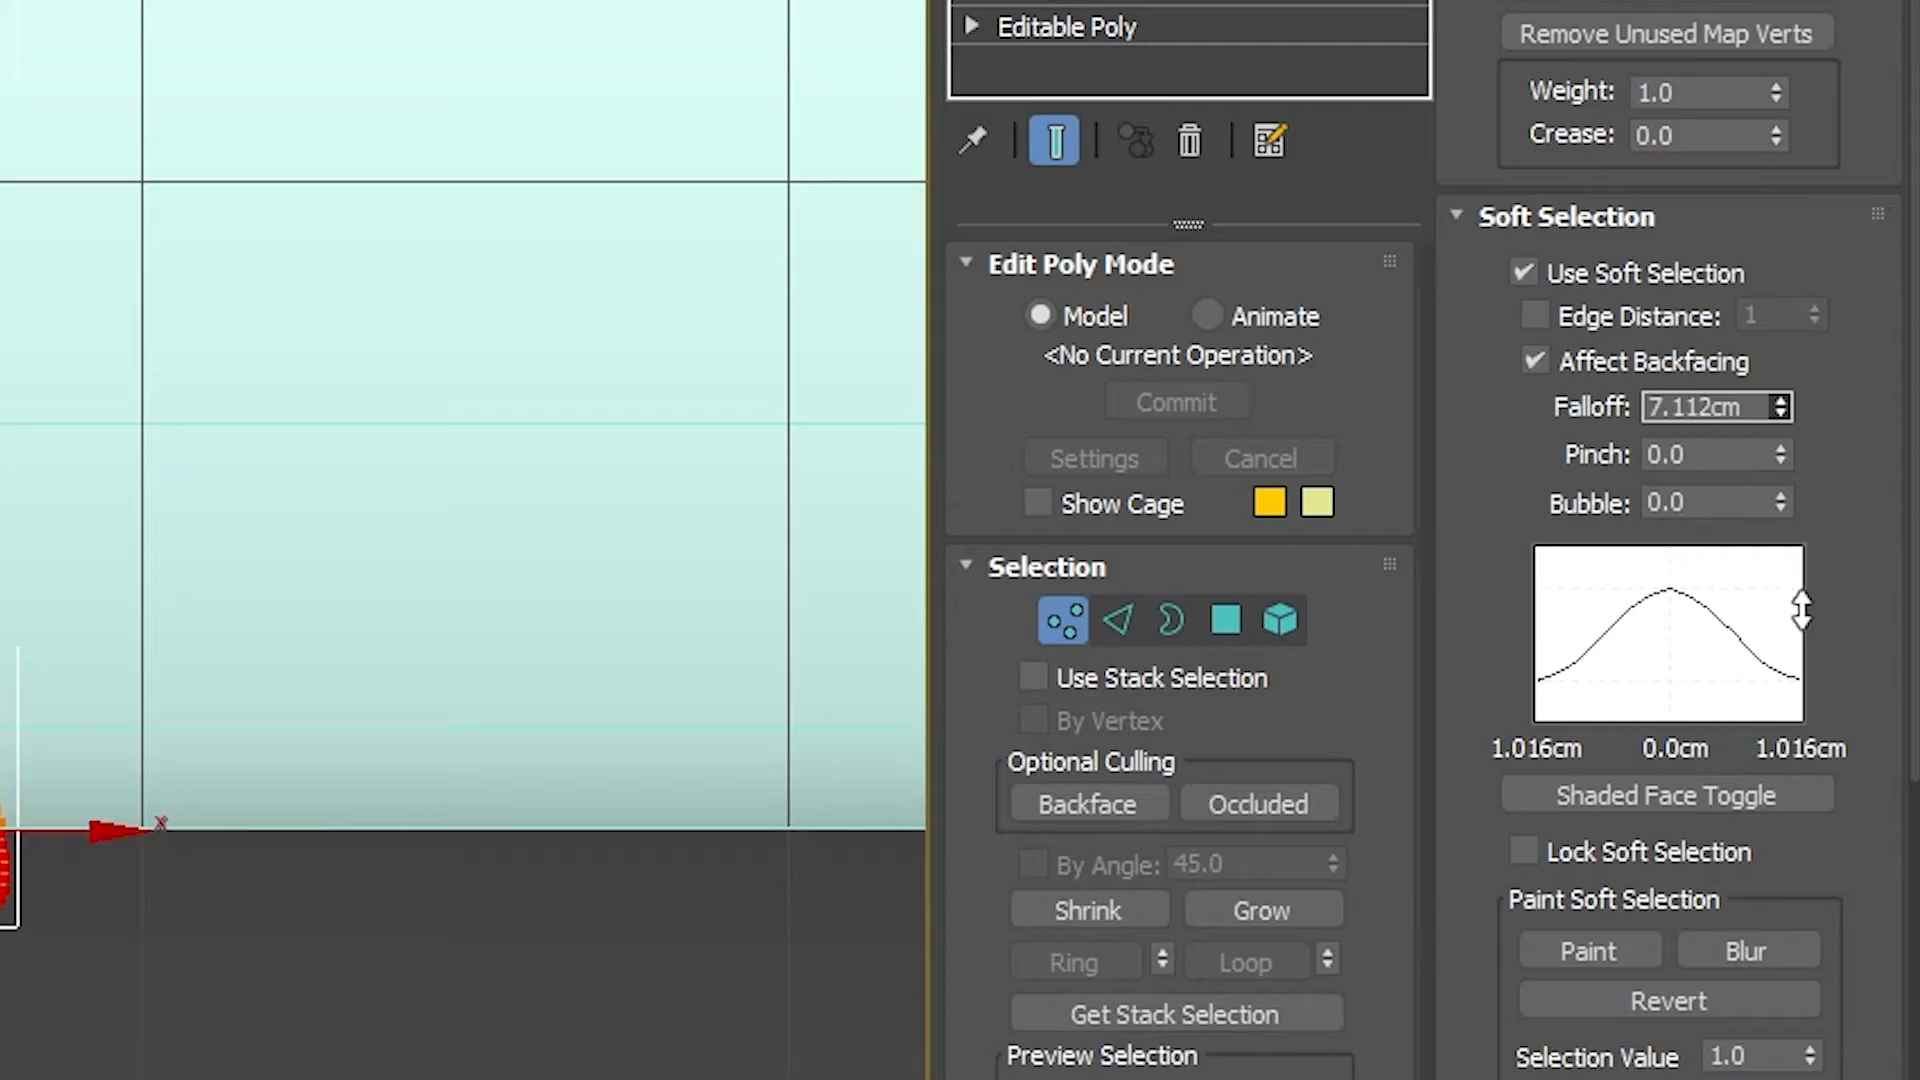 Editable Poly
Edit Poly Mode
Model Animate
<No Current Operation>
Commit
Settings Cancel
Show Cage
Selection
Use Stack Selection
By Vertex
Optional Culling
Backface Occluded
By Angle: 45.0
Shrink Grow
Ring Loop
Get Stack Selection
Preview Selection
Remove Unused Map Verts
Weight: 1.0
Crease: 0.0
Soft Selection
Use Soft Selection
Edge Distance: 1
Affect Backfacing
Falloff: 7.112cm
Pinch: 0.0
Bubble: 0.0
1.016cm 0.0cm 1.016cm
Shaded Face Toggle
Lock Soft Selection
Paint Soft Selection
Paint Blur
Revert
Selection Value 1.0
x